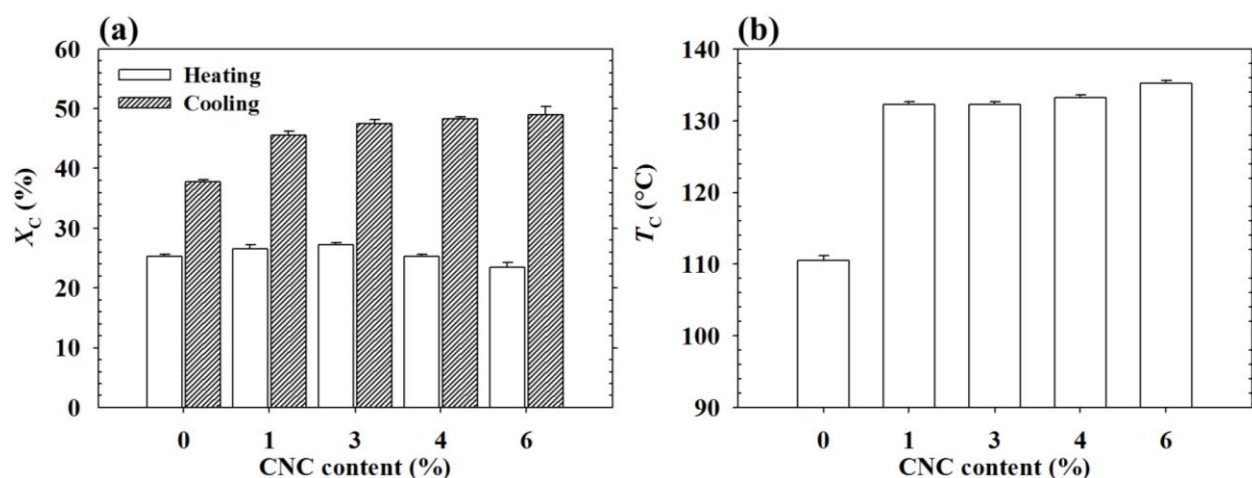 (a)
60
50
40
30
20
10
0
X_C (%)
Heating
Cooling
0 1 3 4 6
CNC content (%)
(b)
140
130
120
110
100
90
T_C (°C)
0 1 3 4 6
CNC content (%)